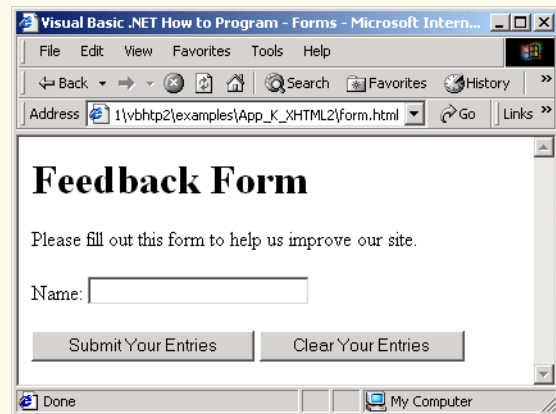 Visual Basic .NET How to Program - Forms - Microsoft Intern...
File Edit View Favorites Tools Help
Back Search Favorites History »
Address 1\vbhtp2\examples\App_K_XHTML2\form.html Go Links »
Feedback Form
Please fill out this form to help us improve our site.
Name:
Submit Your Entries Clear Your Entries
Done My Computer